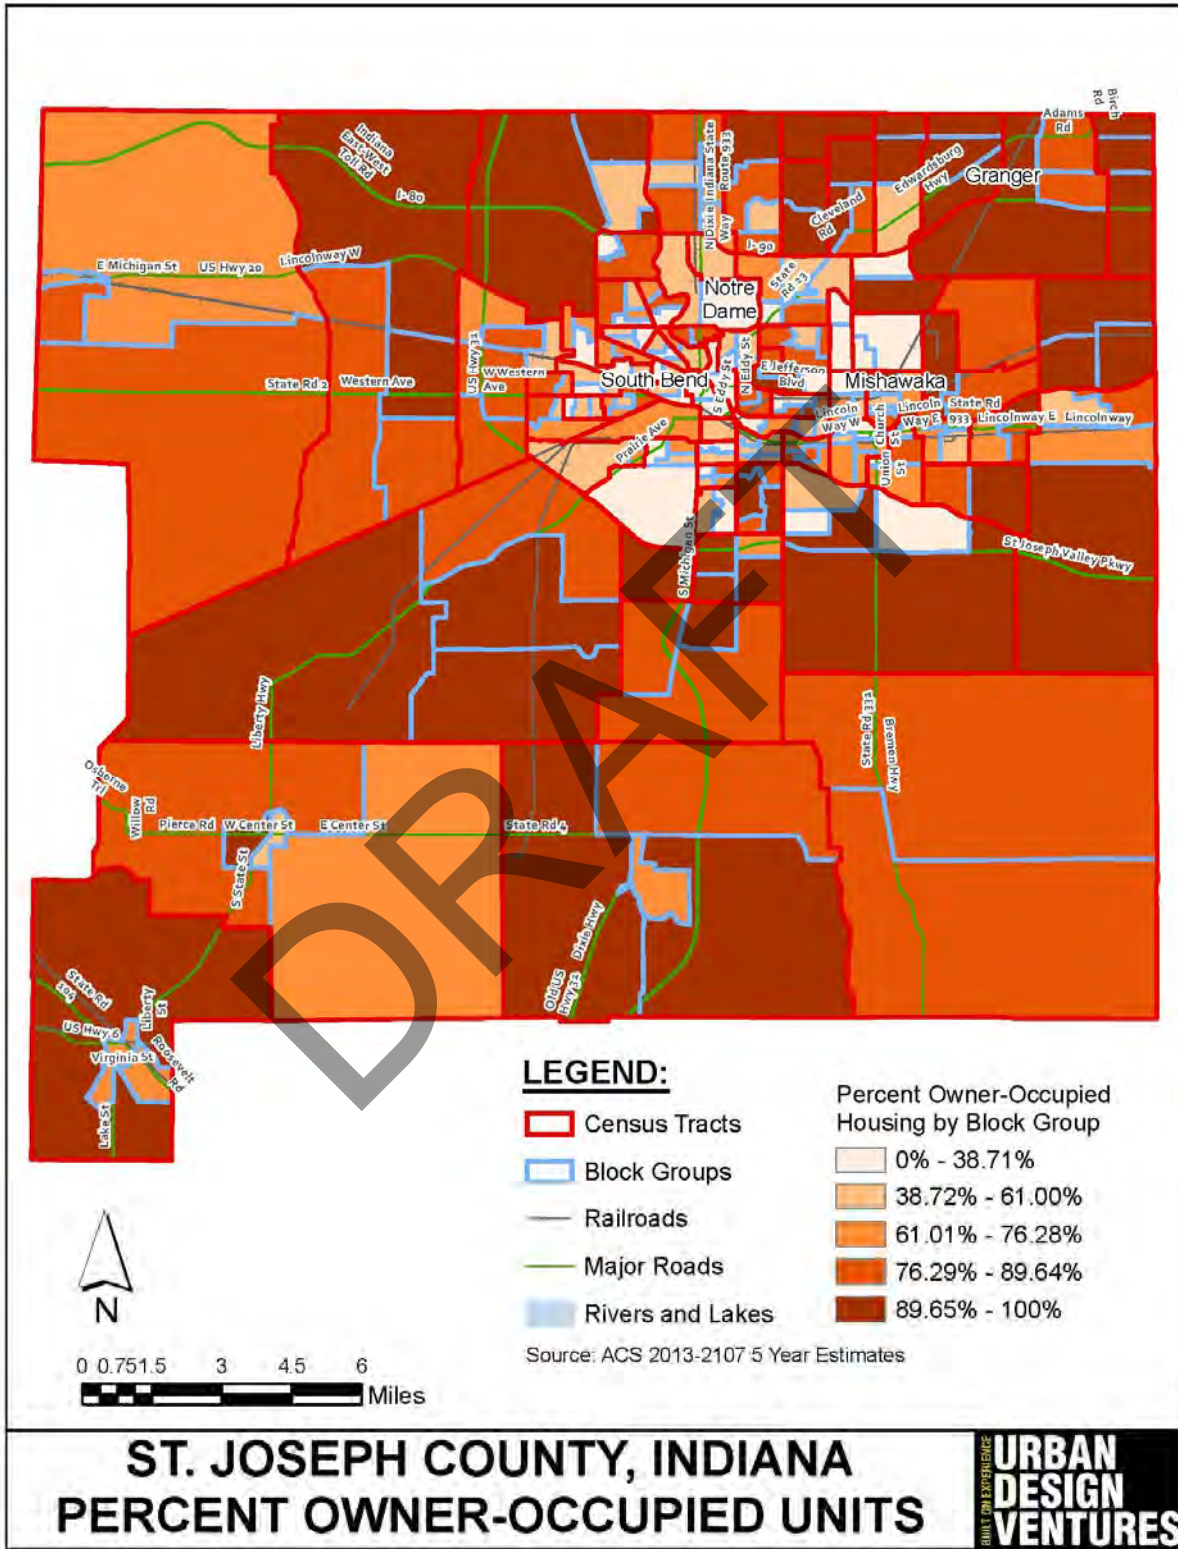 Birch
Rd
Adams
Rd
Indiana
East-West
Toll Rd
I-80
N Dixie Indiana State
Way Route 933
Edwardsburg
Hwy
Granger
Cleveland
Rd
I-90
E Michigan St
US Hwy 20
Lincolnway W
State
Rd 23
Notre
Dame
US Hwy 31
W Western
Ave
State Rd 2
Western Ave
South Bend
S Eddy St
N Eddy St
E Jefferson
Blvd
Mishawaka
Lincoln
Way W
Church
St
Lincoln
Way E
State Rd
933
Lincolnway E
Lincolnway
Prairie Ave
Union
St
S Michigan St
St Joseph Valley Pkwy
Liberty Hwy
State Rd 331
Bremen Hwy
Osborne
Trl
Willow
Rd
Pierce Rd
W Center St
E Center St
State Rd 4
S State St
Dixie Hwy
Old US
Hwy 31
State Rd
104
Liberty
St
US Hwy 6
Virginia St
Roosevelt
Rd
Lake St
DRAFT
LEGEND:
Census Tracts
Block Groups
Railroads
Major Roads
Rivers and Lakes
Percent Owner-Occupied
Housing by Block Group
0% - 38.71%
38.72% - 61.00%
61.01% - 76.28%
76.29% - 89.64%
89.65% - 100%
Source: ACS 2013-2107 5 Year Estimates
N
0 0.75 1.5 3 4.5 6
Miles
ST. JOSEPH COUNTY, INDIANA
PERCENT OWNER-OCCUPIED UNITS
BUILT ON EXPERIENCE
URBAN
DESIGN
VENTURES